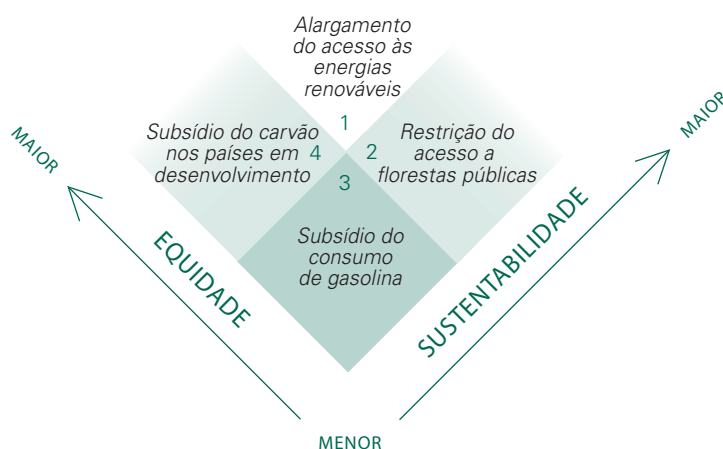 Alargamento
do acesso às
energias
renováveis
1
MAIOR
MAIOR
Subsídio do carvão
nos países em
desenvolvimento
4
2
Restrição do
acesso a
florestas públicas
3
Subsídio do
consumo
de gasolina
EQUIDADE
SUSTENTABILIDADE
MENOR